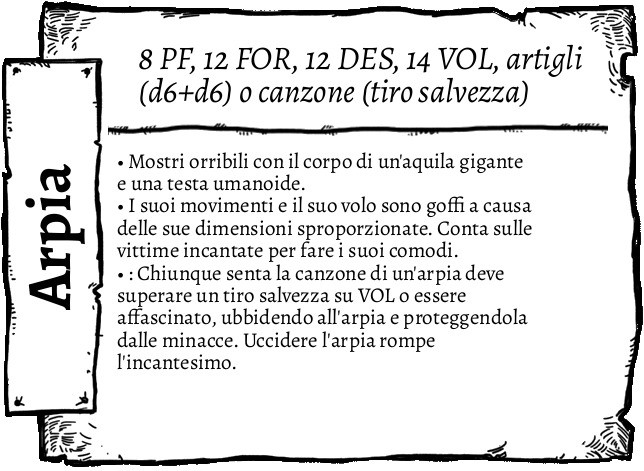 Arpia
8 PF, 12 FOR, 12 DES, 14 VOL, artigli
(d6+d6) o canzone (tiro salvezza)
• Mostri orribili con il corpo di un'aquila gigante
e una testa umanoide.
• I suoi movimenti e il suo volo sono goffi a causa
delle sue dimensioni sproporzionate. Conta sulle
vittime incantate per fare i suoi comodi.
• : Chiunque senta la canzone di un'arpia deve
superare un tiro salvezza su VOL o essere
affascinato, ubbidendo all'arpia e proteggendola
dalle minacce. Uccidere l'arpia rompe
l'incantesimo.